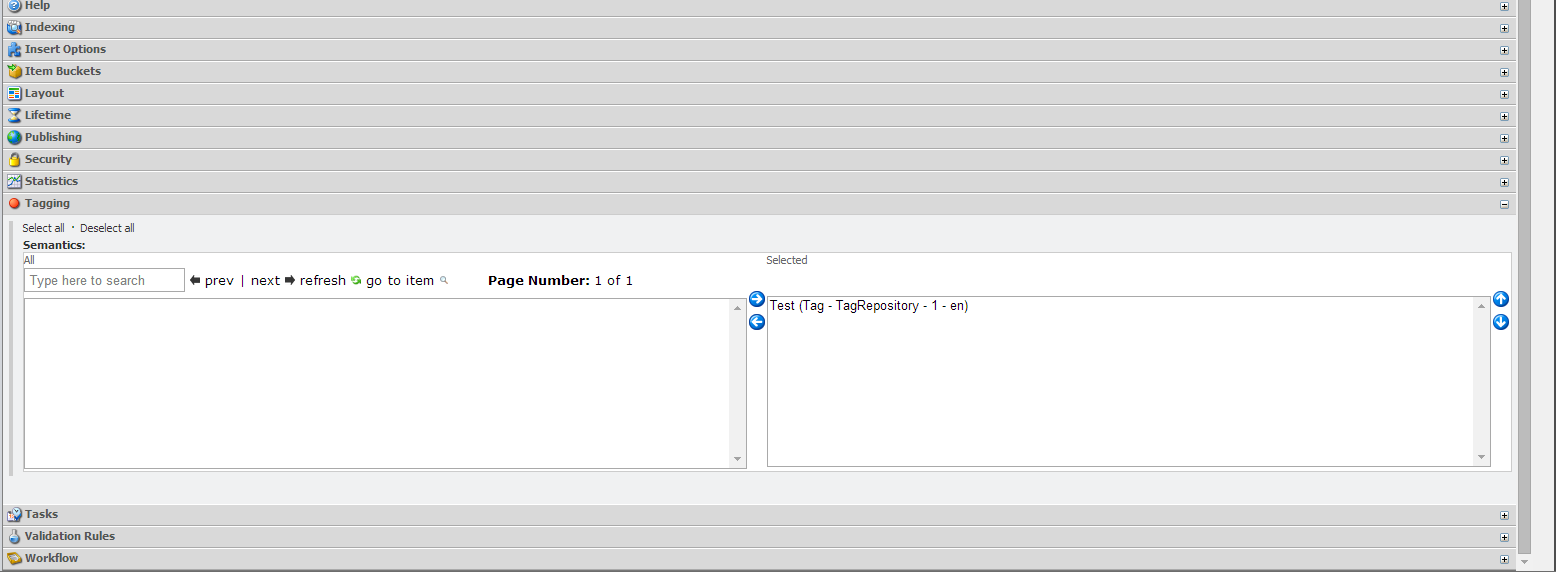 Help
Indexing
Insert Options
Item Buckets
Layout
Lifetime
Publishing
Security
Statistics
Tagging
Select all · Deselect all
Semantics:
All Selected
Type here to search prev | next refresh go to item Page Number: 1 of 1
Test (Tag - TagRepository - 1 - en)
Tasks
Validation Rules
Workflow